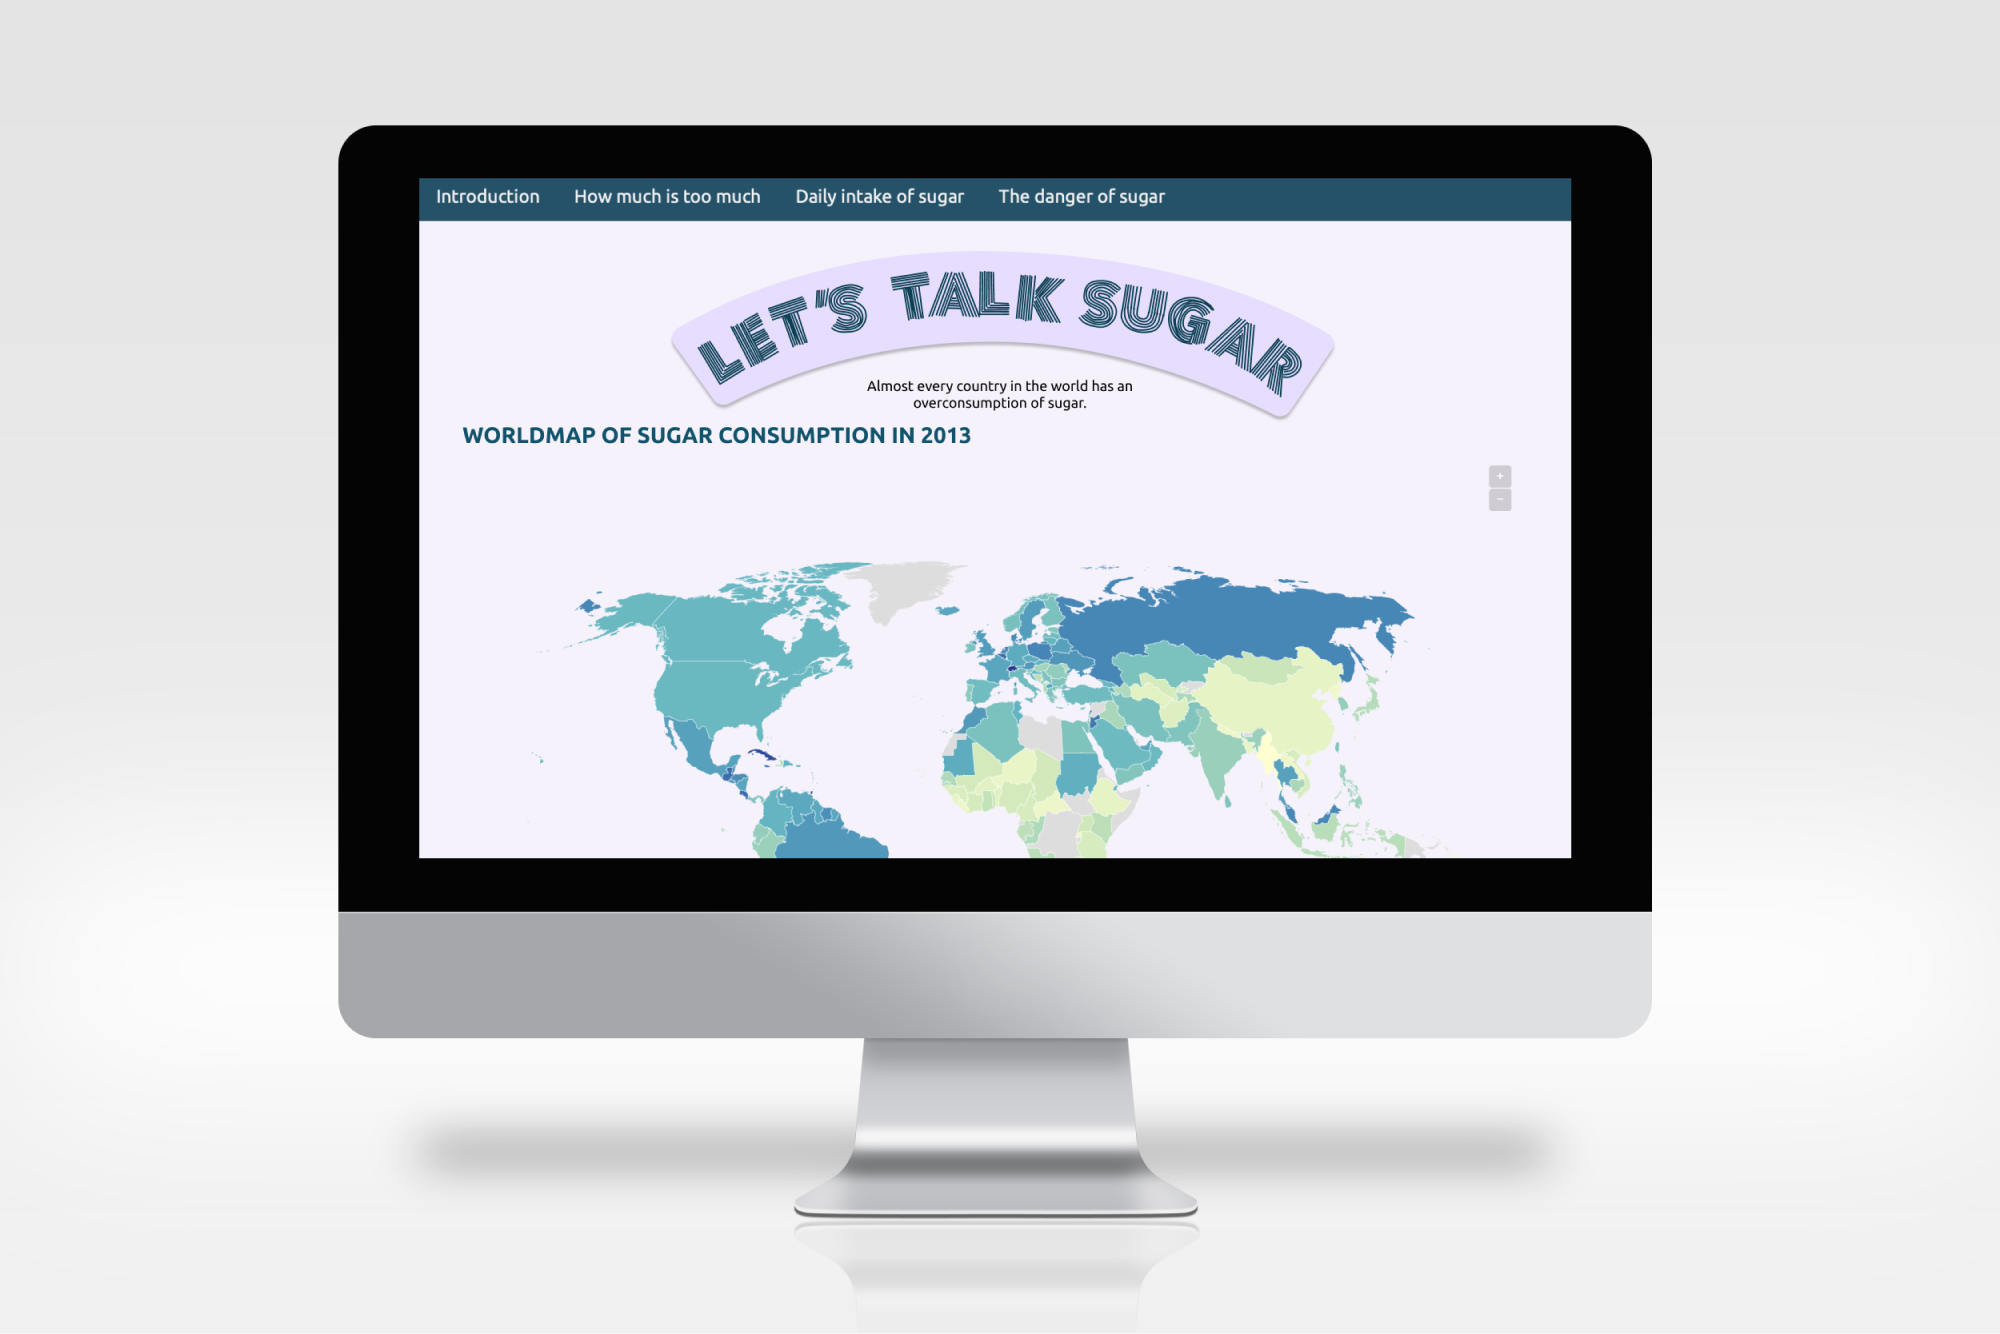 Introduction How much is too much Daily intake of sugar The danger of sugar
LET'S TALK SUGAR
Almost every country in the world has an
overconsumption of sugar.
WORLDMAP OF SUGAR CONSUMPTION IN 2013
+
−